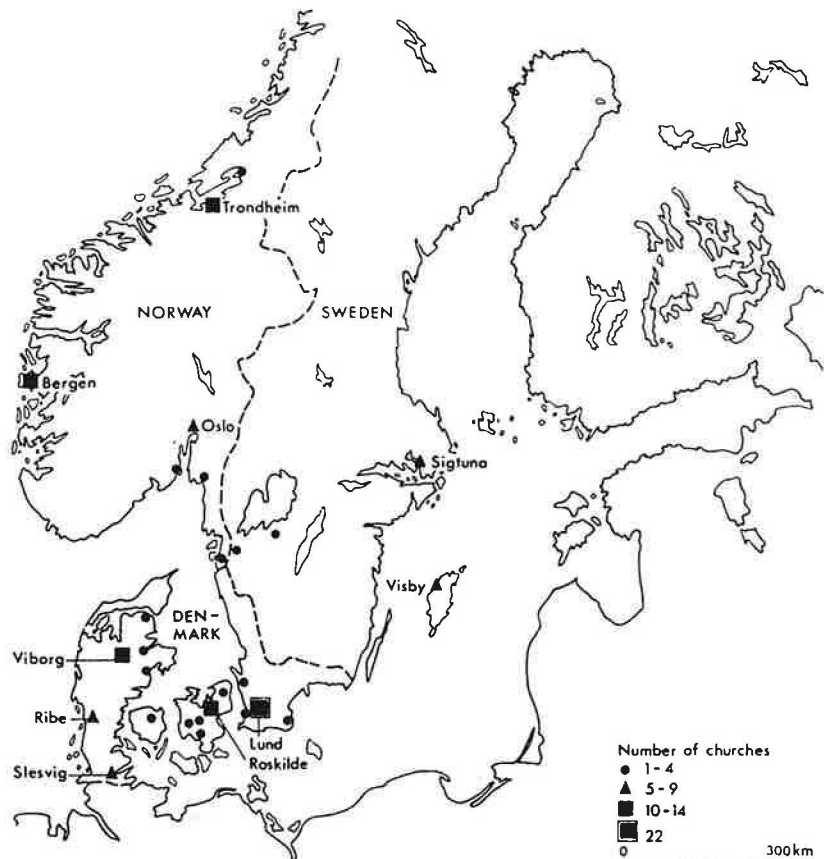 Trondheim
NORWAY
SWEDEN
Bergen
Oslo
Sigtuna
Visby
DEN-
MARK
Viborg
Ribe
Slesvig
Lund
Roskilde
Number of churches
1-4
5-9
10-14
22
0 300km